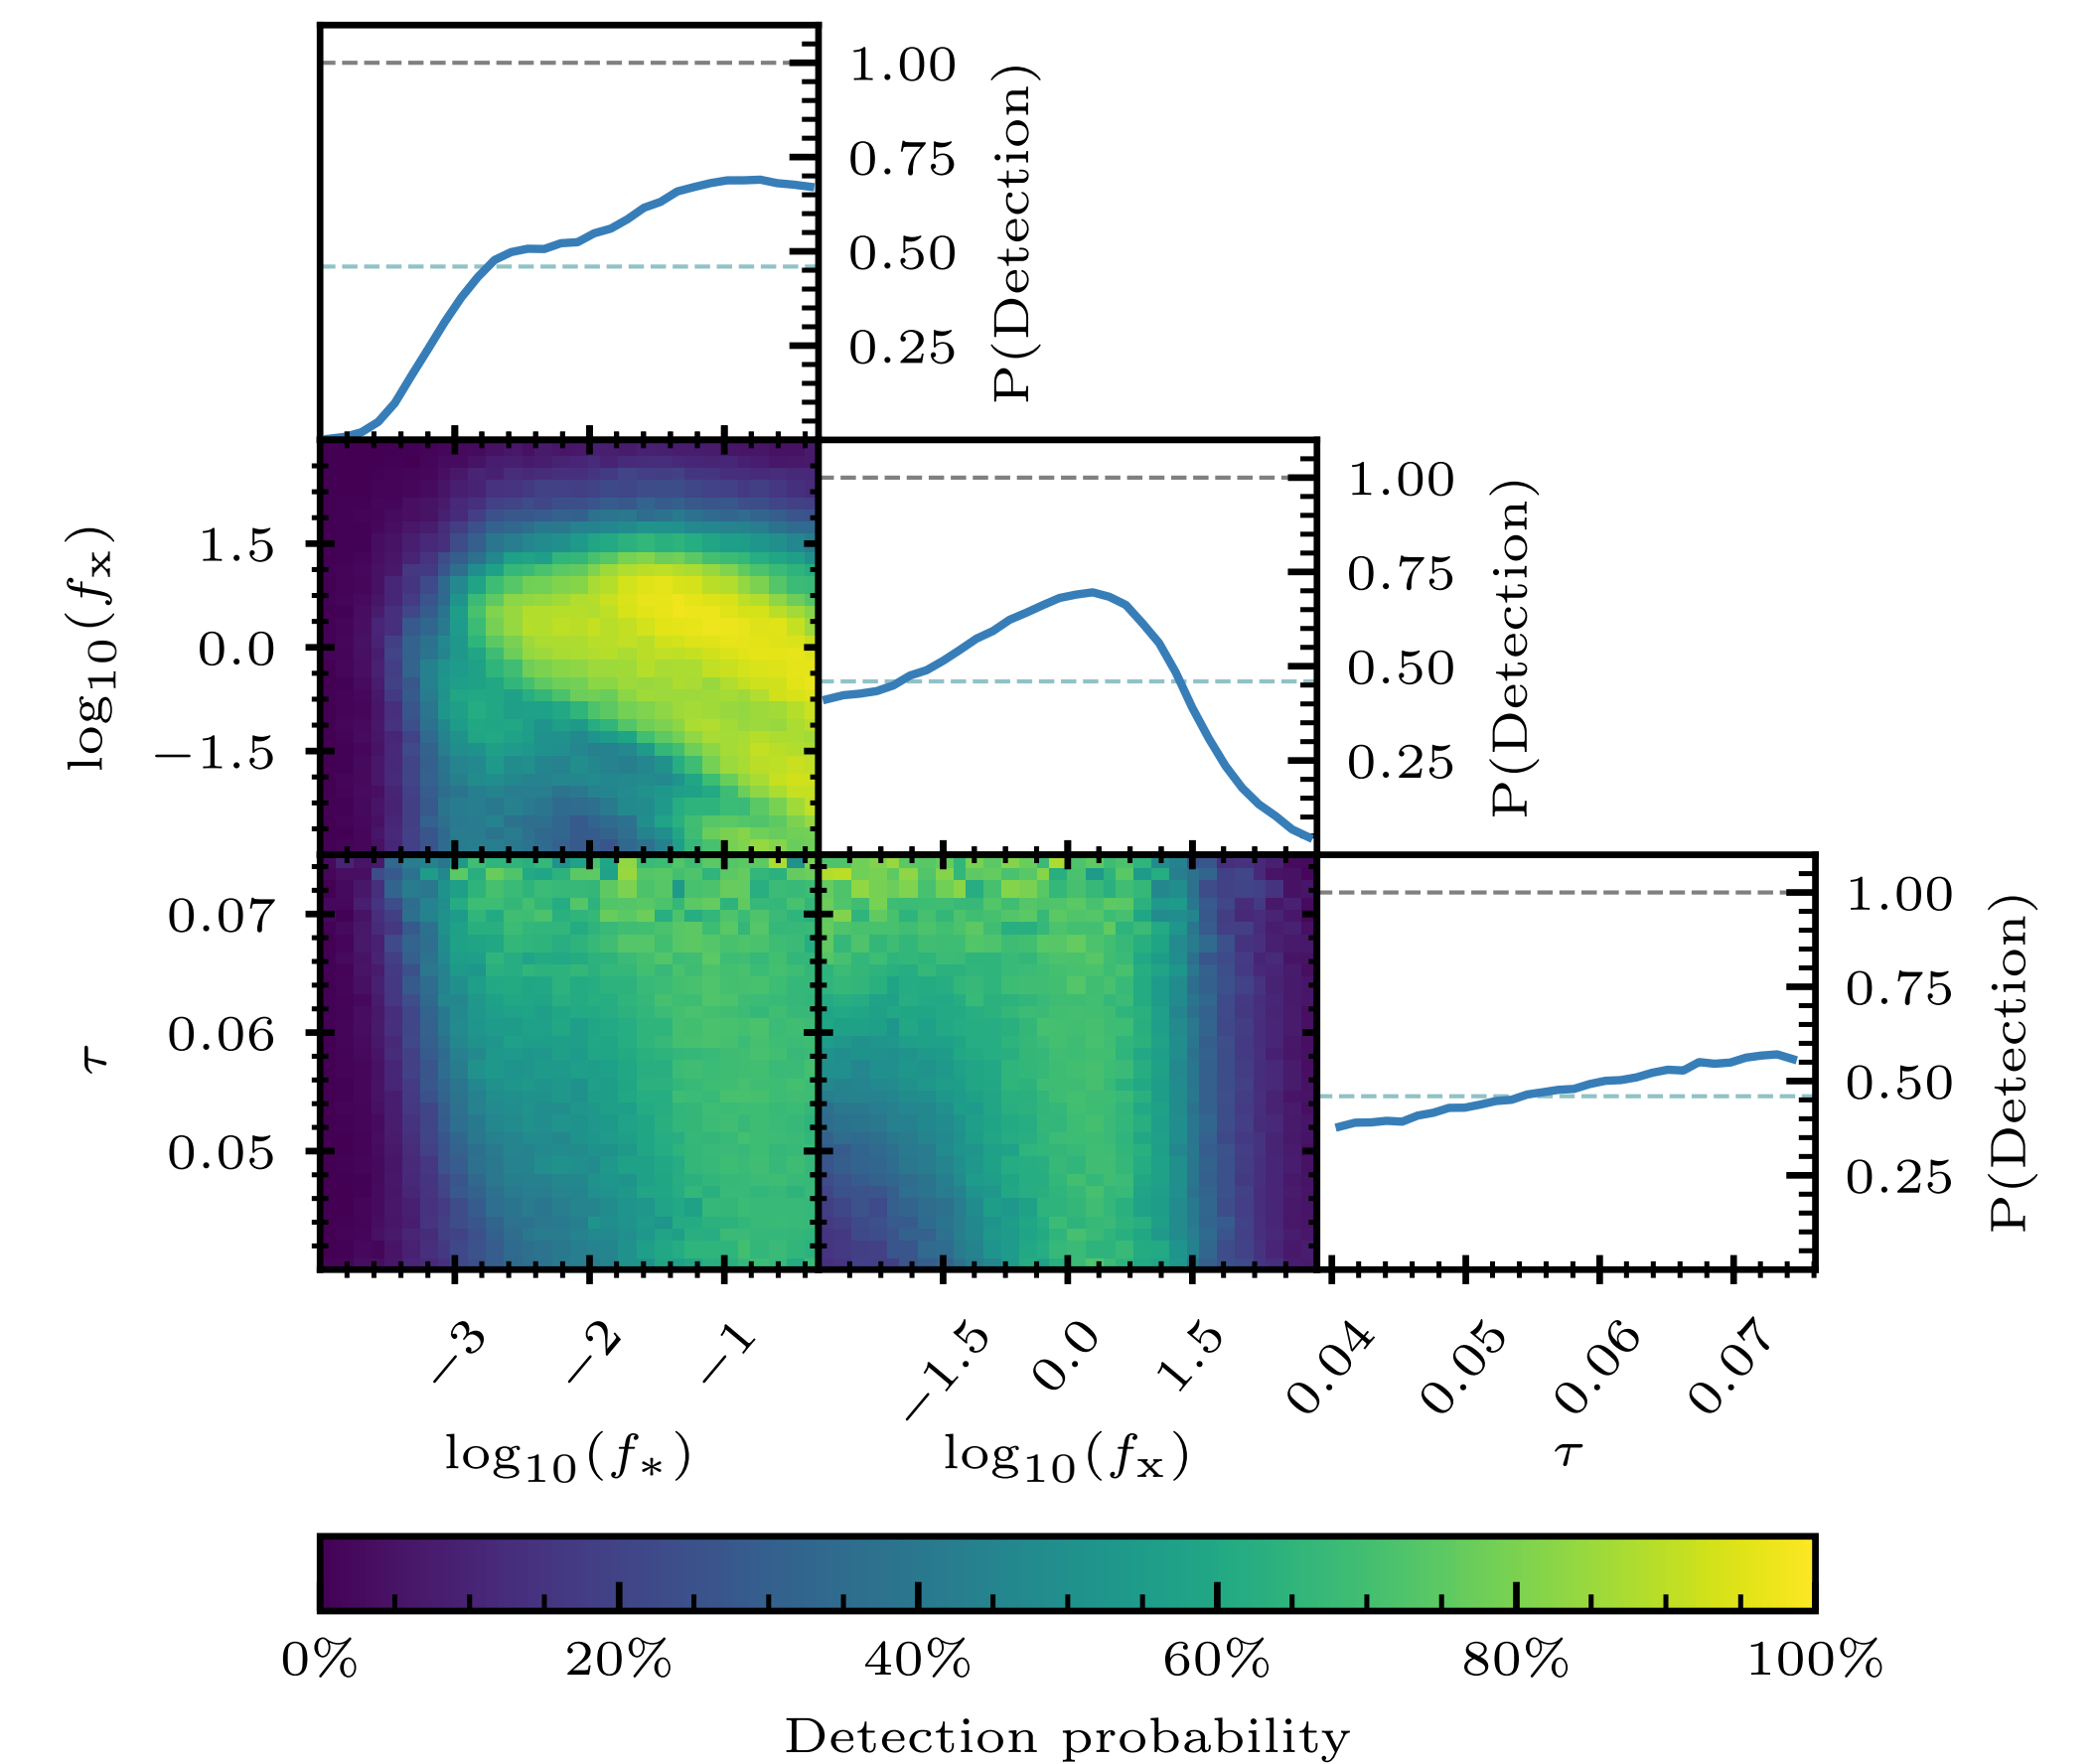 1.00
0.75
0.50
0.25
P(Detection)
log10(fx)
1.5
0.0
−1.5
1.00
0.75
0.50
0.25
P(Detection)
τ
0.07
0.06
0.05
1.00
0.75
0.50
0.25
P(Detection)
−3 −2 −1
log10(f*)
−1.5 0.0 1.5
log10(fx)
0.04 0.05 0.06 0.07
τ
0% 20% 40% 60% 80% 100%
Detection probability